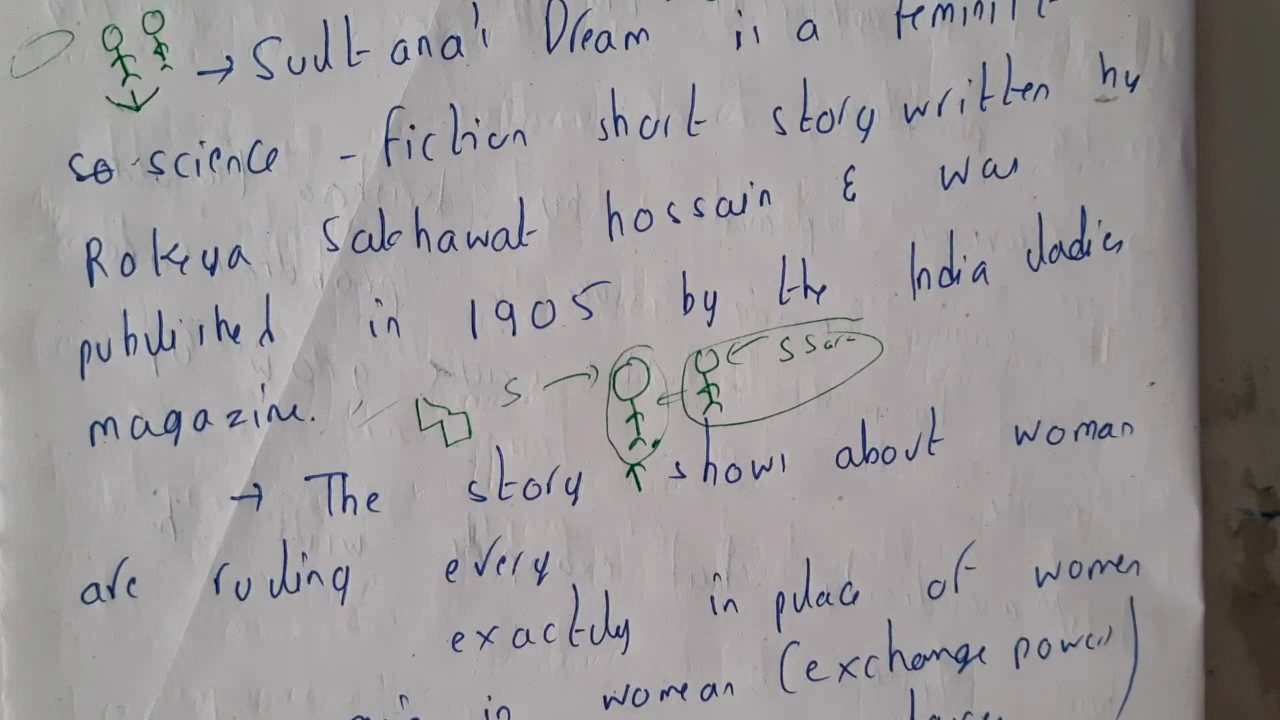 → Sultana's Dream is a feminist
science - fiction short story written by
Rokeya Sakhawat hossain & was
published in 1905 by the India ladies
magazine.
S →
← S
→ The story shows about woman
are ruling every
exactly in place of women
in woman (exchange power)